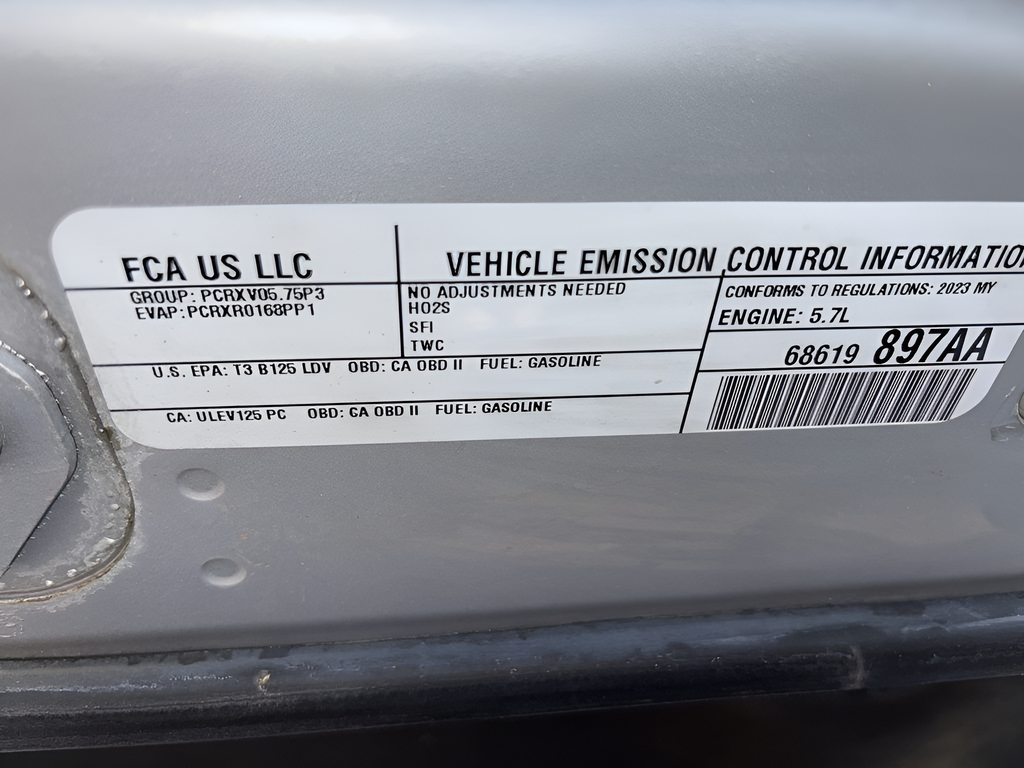 FCA US LLC
VEHICLE EMISSION CONTROL INFORMATIO
GROUP: PCRXV05.75P3
EVAP: PCRXR0168PP1
NO ADJUSTMENTS NEEDED
HO2S
SFI
TWC
CONFORMS TO REGULATIONS: 2023 MY
ENGINE: 5.7L
68619 897AA
U.S. EPA: T3 B125 LDV OBD: CA OBD II FUEL: GASOLINE
CA: ULEV125 PC OBD: CA OBD II FUEL: GASOLINE